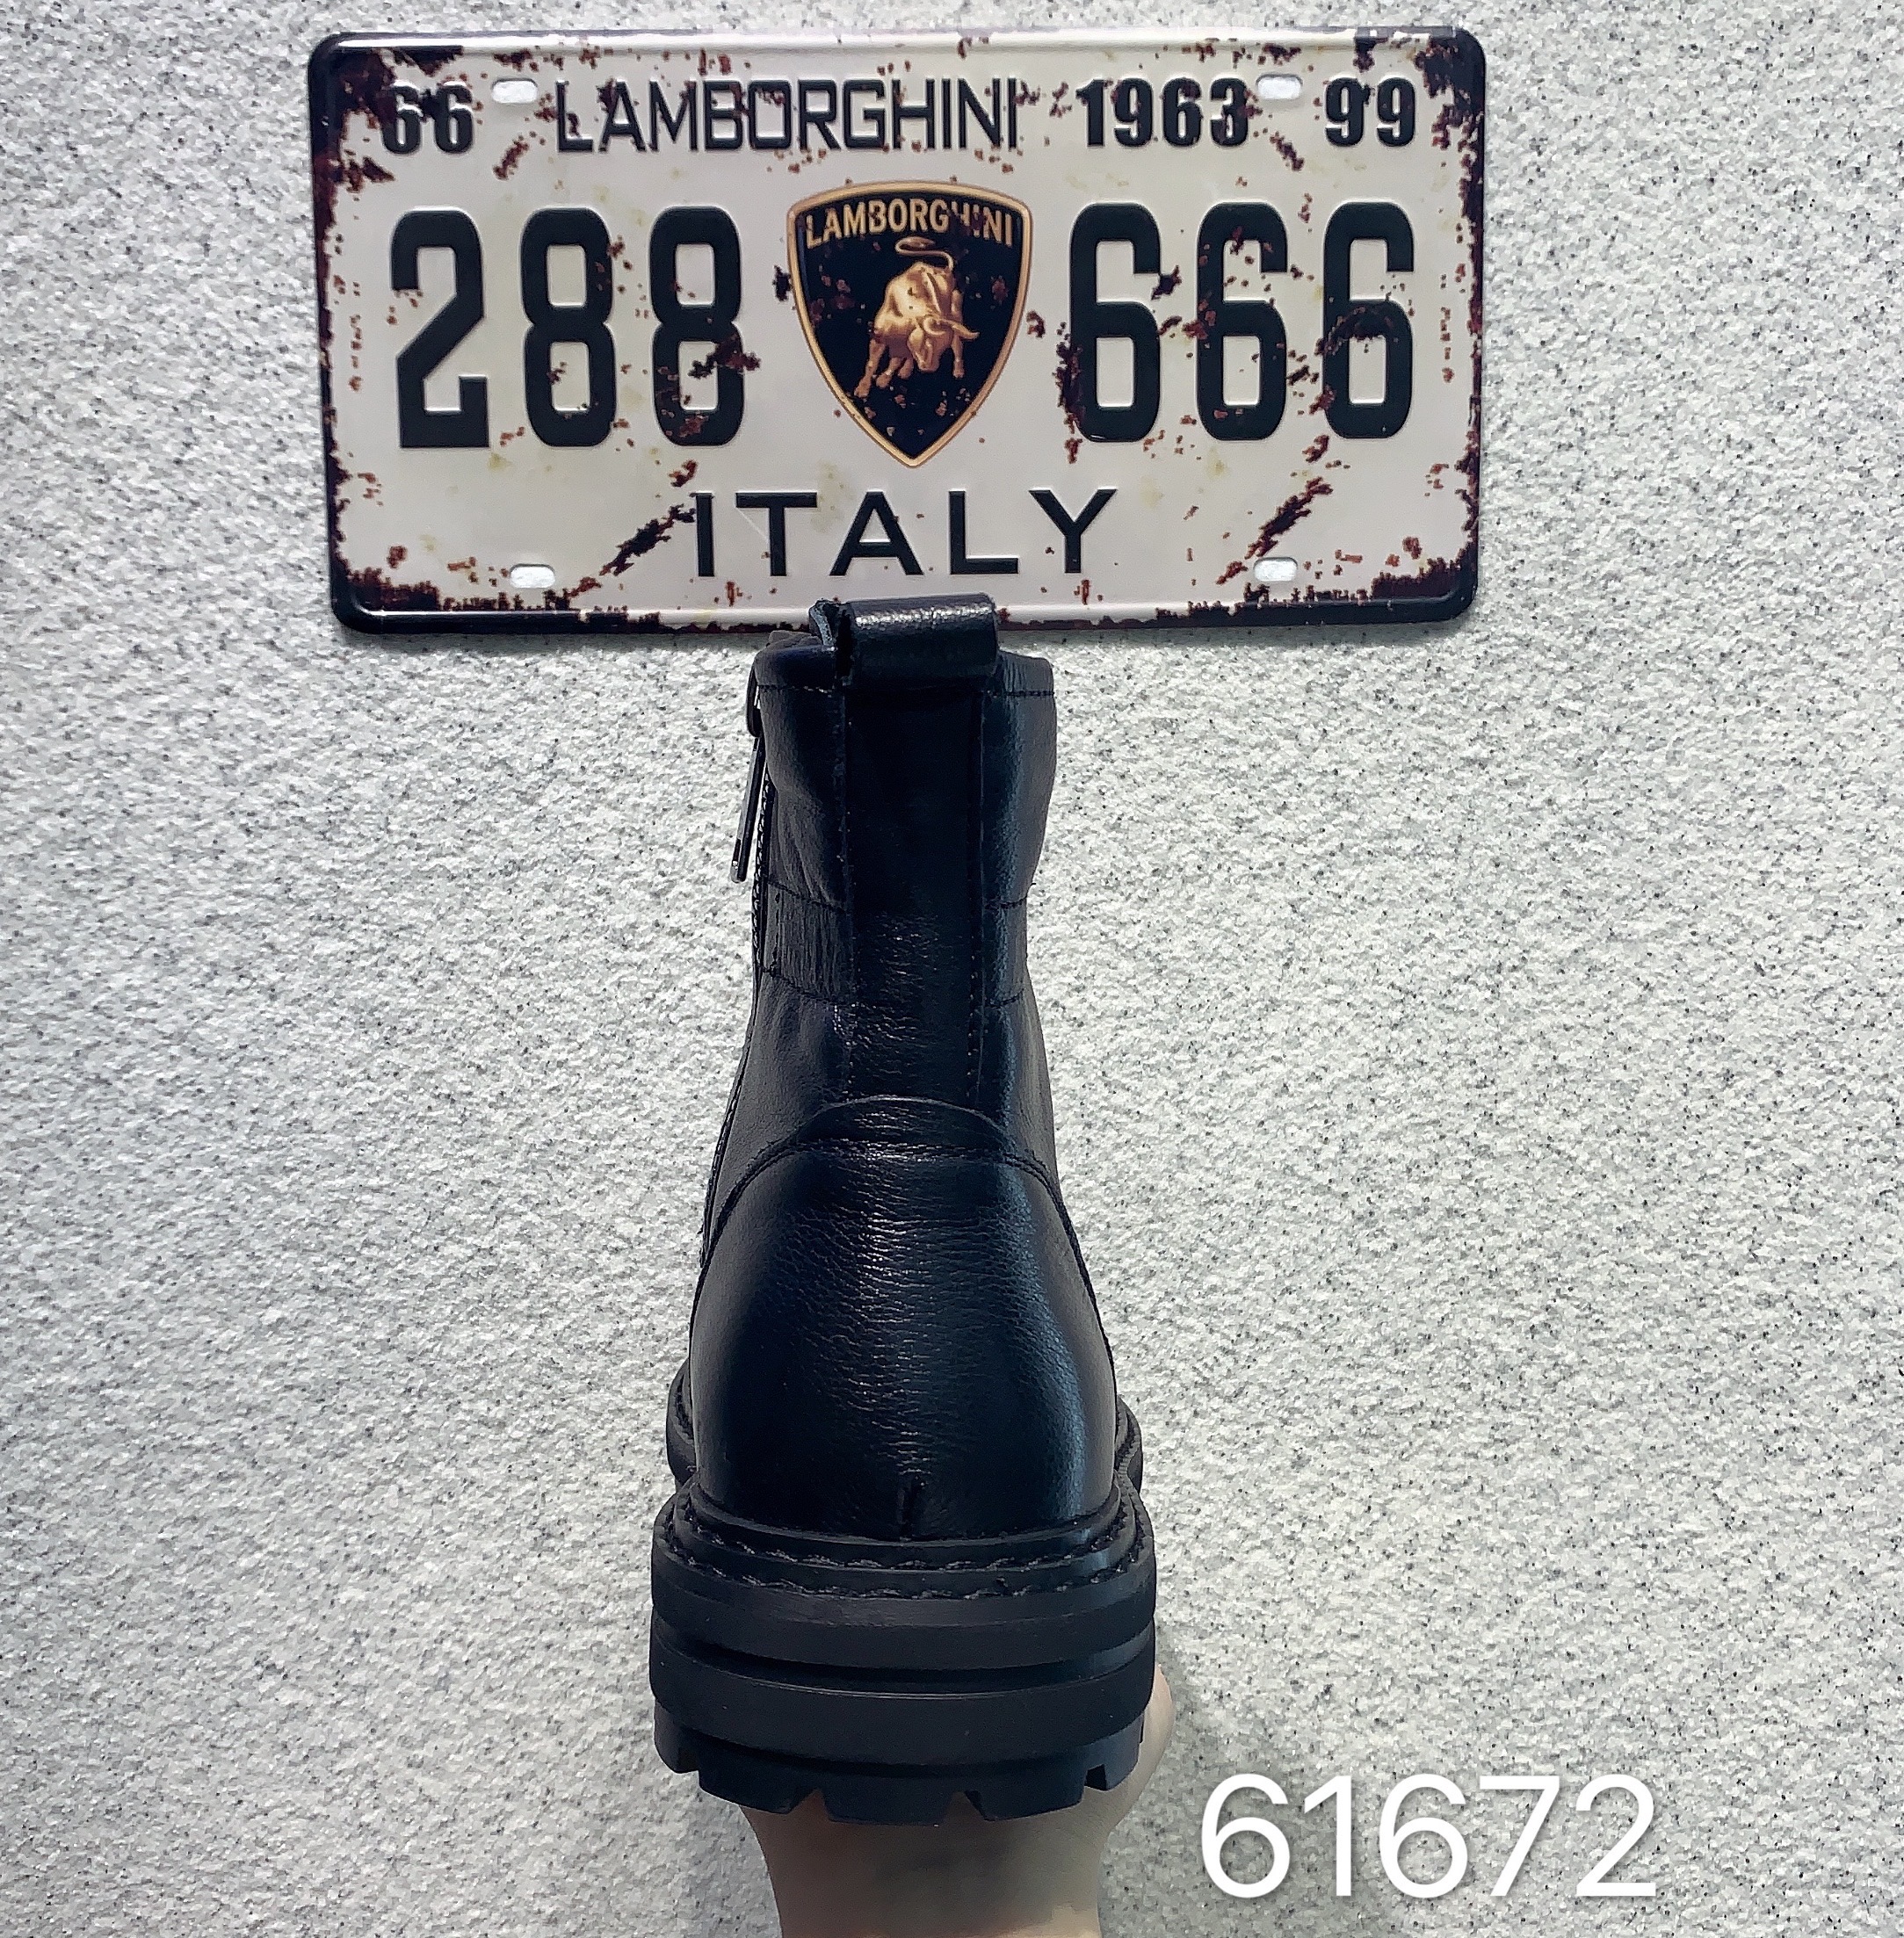 66 LAMBORGHINI 1963 99
288 LAMBORGHINI 666
ITALY
61672